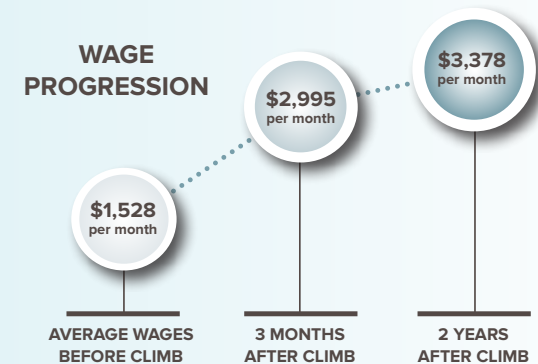 WAGE
PROGRESSION
$1,528
per month
$2,995
per month
$3,378
per month
AVERAGE WAGES
BEFORE CLIMB
3 MONTHS
AFTER CLIMB
2 YEARS
AFTER CLIMB